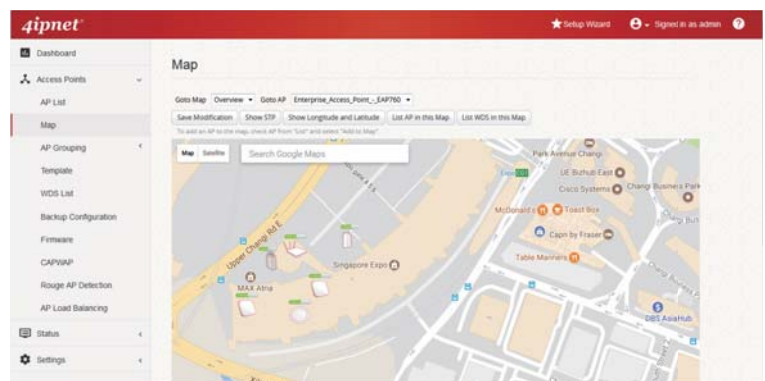 4ipnet
Setup Wizard
Signed in as admin
Dashboard
Access Points
AP List
Map
AP Grouping
Template
WDS List
Backup Configuration
Firmware
CAPWAP
Rouge AP Detection
AP Load Balancing
Status
Settings
Map
Goto Map Overview Goto AP Enterprise_Access_Point_-_EAP760
Save Modification Show STP Show Longtitude and Latitude List AP in this Map List WDS in this Map
To add an AP to the map, check AP from "List" and select "Add to Map"
Map Satellite Search Google Maps
Park Avenue Changi
Expo
UE Bizhub East
Cisco Systems
Changi Business Park
McDonald's
Toast Box
Changi Bus
Capri by Fraser
Upper Changi Rd E
Singapore Expo
Table Manners
MAX Atria
DBS AsiaHub